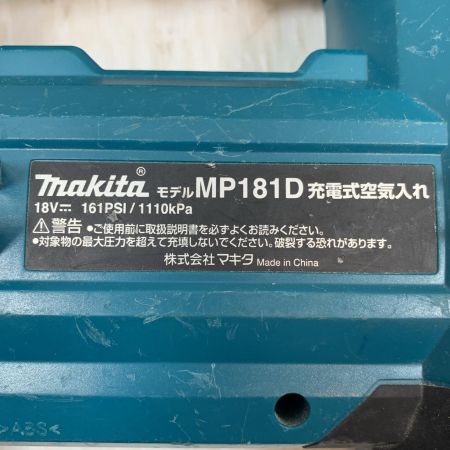 makita® モデル MP181D 充電式空気入れ
18V⎓ 161PSI/1110kPa
⚠警告 ●ご使用前に取扱説明書を必ずよくお読みください。
●対象物の最大圧力を超えて充填しないでください。破裂する恐れがあります。
株式会社マキタ Made in China
>ABS<